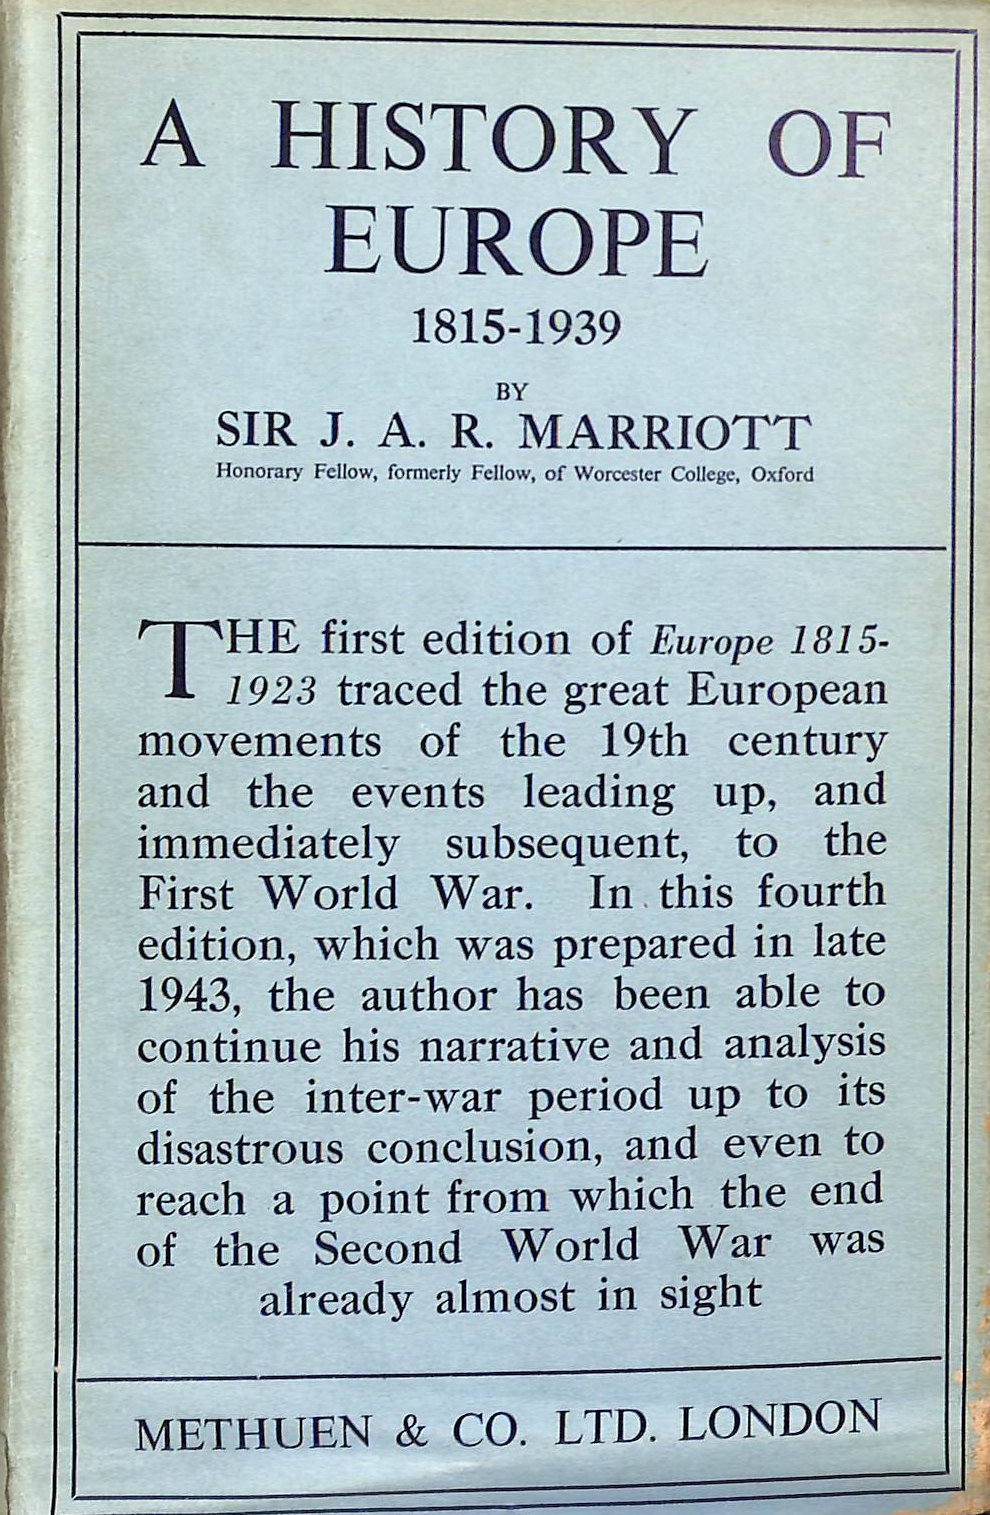 A HISTORY OF
EUROPE
1815-1939
BY
SIR J. A. R. MARRIOTT
Honorary Fellow, formerly Fellow, of Worcester College, Oxford
THE first edition of Europe 1815-
1923 traced the great European
movements of the 19th century
and the events leading up, and
immediately subsequent, to the
First World War. In this fourth
edition, which was prepared in late
1943, the author has been able to
continue his narrative and analysis
of the inter-war period up to its
disastrous conclusion, and even to
reach a point from which the end
of the Second World War was
already almost in sight
METHUEN & CO. LTD. LONDON